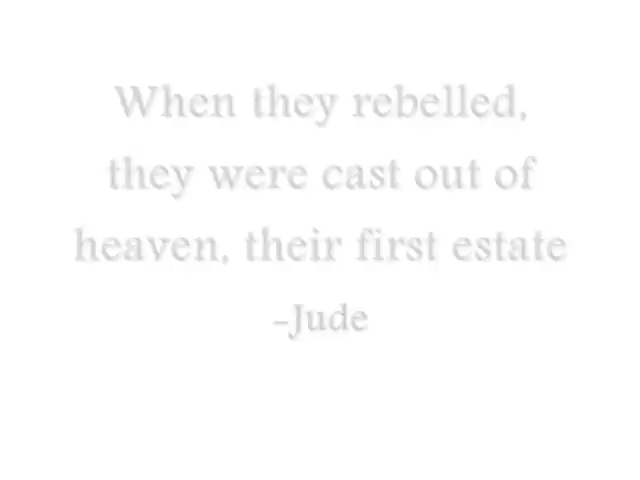 When they rebelled,
they were cast out of
heaven, their first estate
-Jude